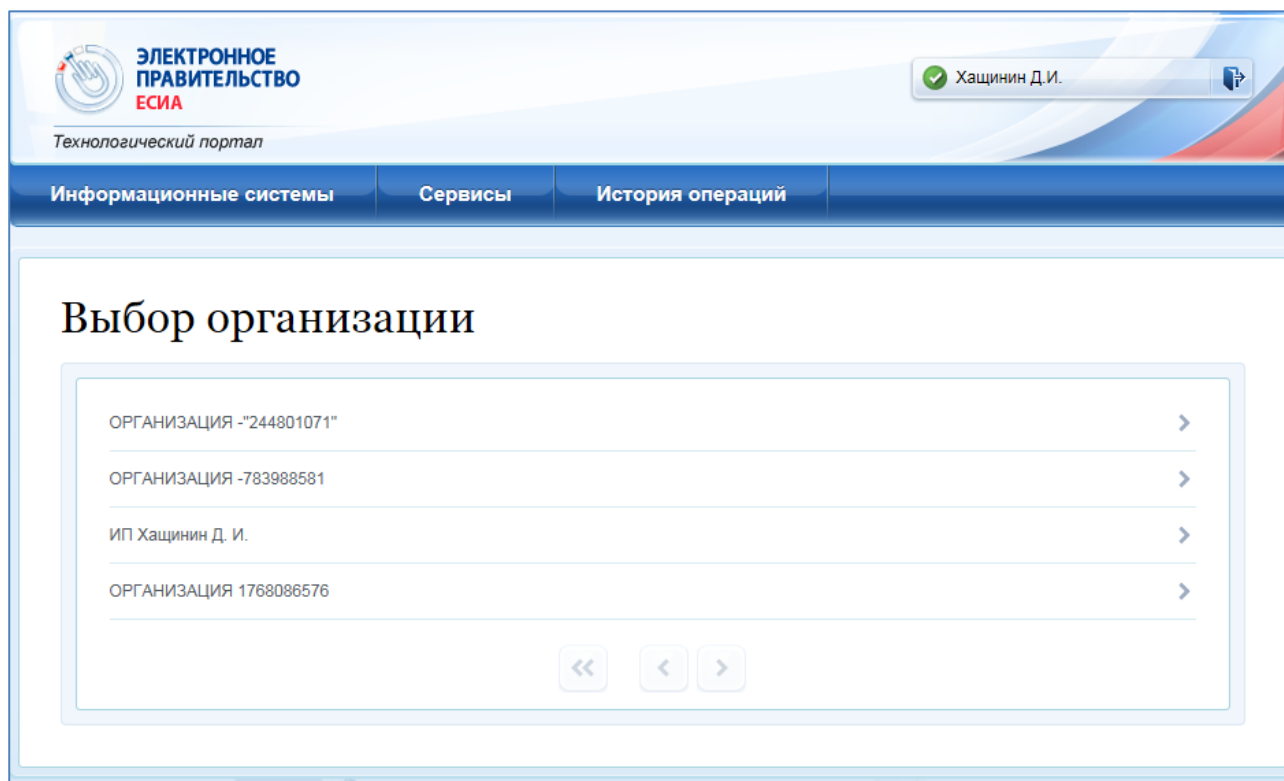 ЭЛЕКТРОННОЕ
ПРАВИТЕЛЬСТВО
ЕСИА
Технологический портал
Хащинин Д.И.
Информационные системы
Сервисы
История операций
Выбор организации
ОРГАНИЗАЦИЯ -"244801071"
ОРГАНИЗАЦИЯ -783988581
ИП Хащинин Д. И.
ОРГАНИЗАЦИЯ 1768086576